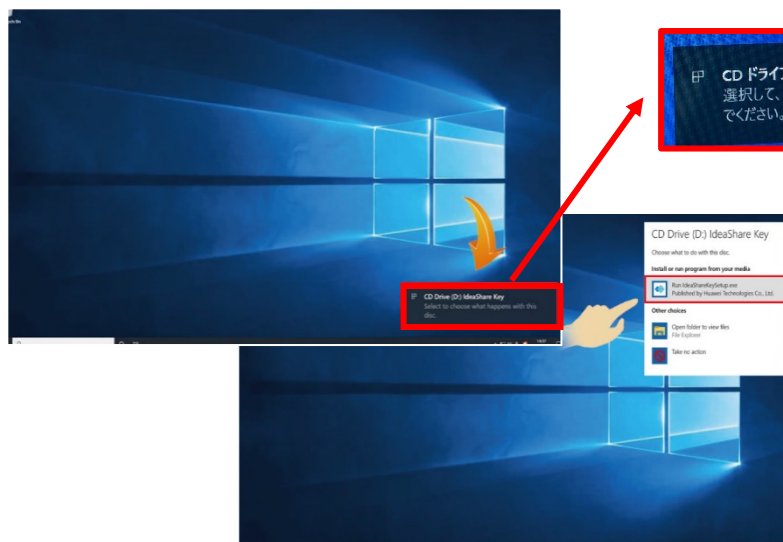 CD Drive (D:) IdeaShare Key
Select to choose what happens with this
disc.
CD ドライブ
選択して、
でください。
CD Drive (D:) IdeaShare Key
Choose what to do with this disc.
Install or run program from your media
Run IdeaShareKeySetup.exe
Published by Huawei Technologies Co., Ltd.
Other choices
Open folder to view files
File Explorer
Take no action